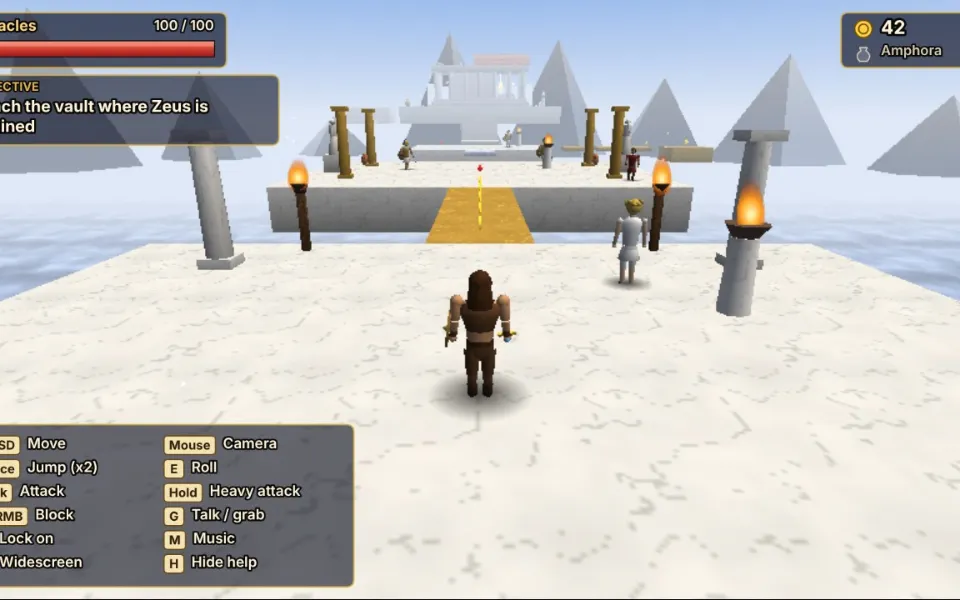 acles 100 / 100
42
Amphora
ECTIVE
ch the vault where Zeus is
ined
SD Move Mouse Camera
ce Jump (x2) E Roll
k Attack Hold Heavy attack
RMB Block G Talk / grab
Lock on M Music
Widescreen H Hide help